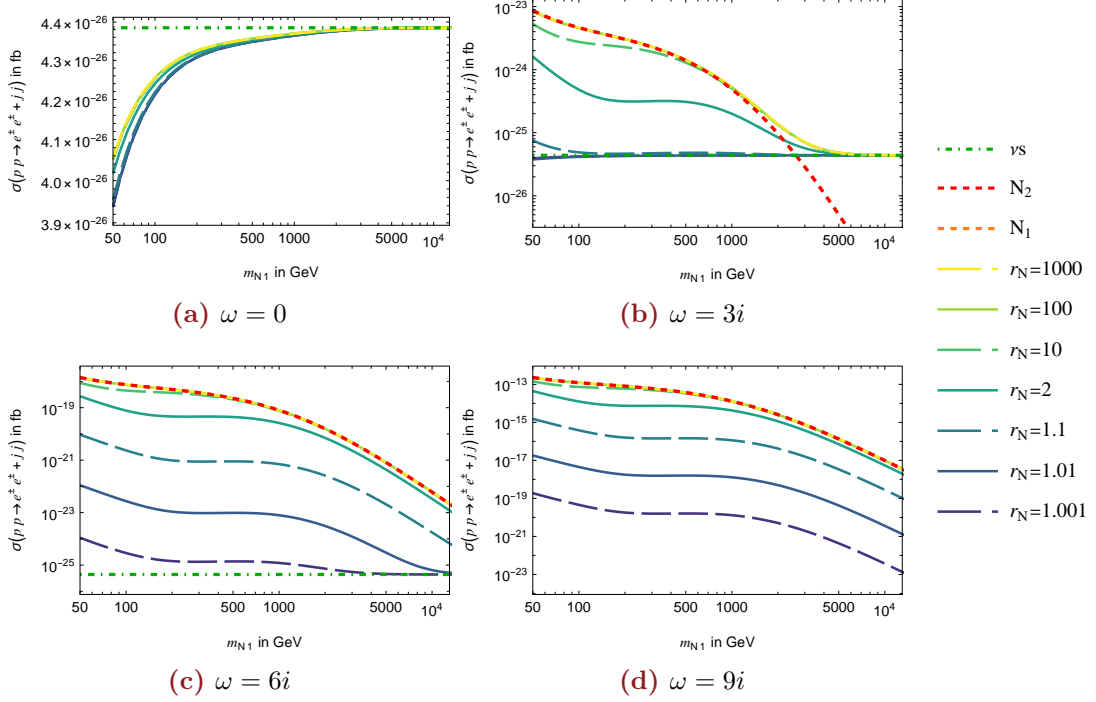 4.4 × 10⁻²⁶
4.3 × 10⁻²⁶
4.2 × 10⁻²⁶
4.1 × 10⁻²⁶
4.0 × 10⁻²⁶
3.9 × 10⁻²⁶
σ(p p → e± e± + j j) in fb
50 100 500 1000 5000 10⁴
m_N1 in GeV
(a) ω = 0
10⁻²³
10⁻²⁴
10⁻²⁵
10⁻²⁶
σ(p p → e± e± + j j) in fb
50 100 500 1000 5000 10⁴
m_N1 in GeV
(b) ω = 3i
10⁻¹⁹
10⁻²¹
10⁻²³
10⁻²⁵
σ(p p → e± e± + j j) in fb
50 100 500 1000 5000 10⁴
m_N1 in GeV
(c) ω = 6i
10⁻¹³
10⁻¹⁵
10⁻¹⁷
10⁻¹⁹
10⁻²¹
10⁻²³
σ(p p → e± e± + j j) in fb
50 100 500 1000 5000 10⁴
m_N1 in GeV
(d) ω = 9i
νs
N₂
N₁
r_N=1000
r_N=100
r_N=10
r_N=2
r_N=1.1
r_N=1.01
r_N=1.001